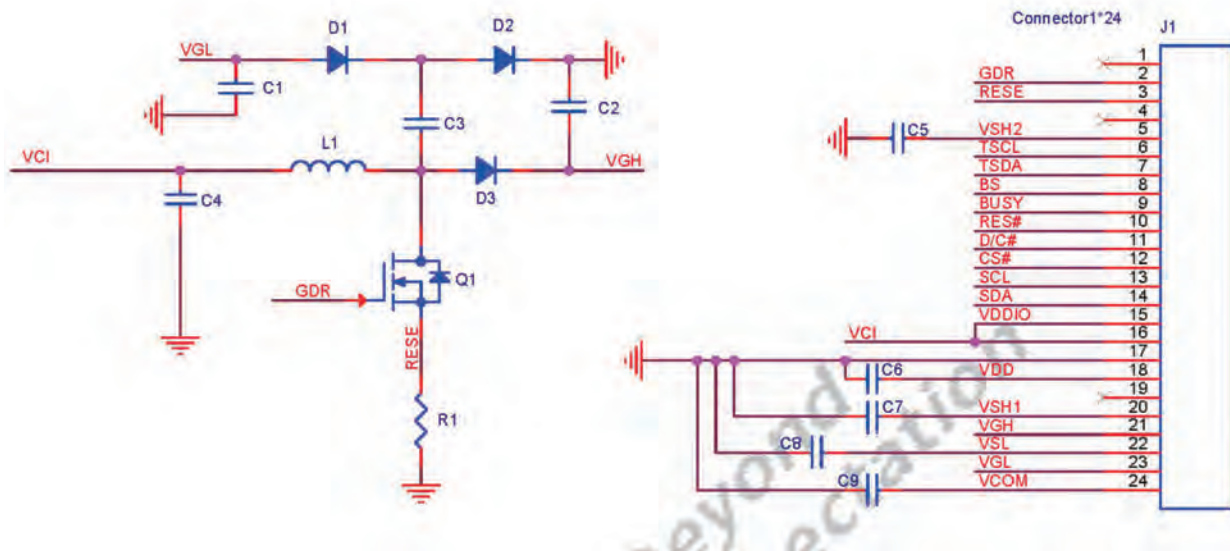 Connector1*24
J1
D1
D2
VGL
C1
C3
C2
VCI
L1
VGH
C4
D3
Q1
GDR
RESE
R1
1
GDR 2
RESE 3
4
C5 VSH2 5
TSCL 6
TSDA 7
BS 8
BUSY 9
RES# 10
D/C# 11
CS# 12
SCL 13
SDA 14
VDDIO 15
VCI 16
17
C6 VDD 18
19
C7 VSH1 20
VGH 21
C8 VSL 22
VGL 23
C9 VCOM 24
beyond